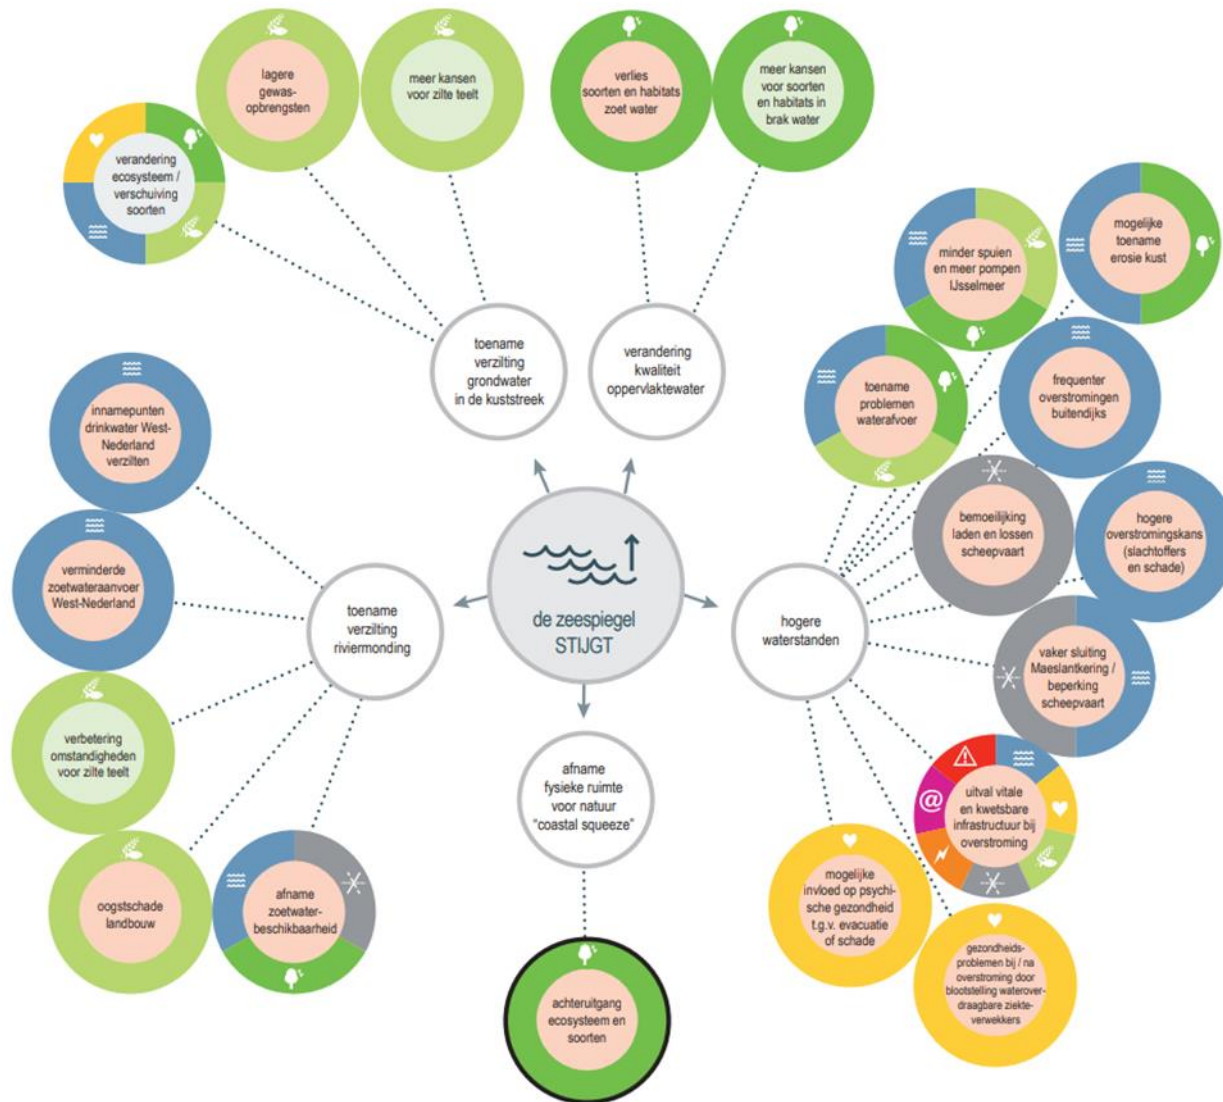 lagere
gewas-
opbrengsten
meer kansen
voor zilte teelt
verlies
soorten en habitats
zoet water
meer kansen
voor soorten
en habitats in
brak water
verandering
ecosysteem /
verschuiving
soorten
mogelijke
toename
erosie kust
minder spuien
en meer pompen
IJsselmeer
toename
verzilting
grondwater
in de kuststreek
verandering
kwaliteit
oppervlaktewater
toename
problemen
waterafvoer
frequenter
overstromingen
buitendijks
innamepunten
drinkwater West-
Nederland
verzilten
bemoeilijking
laden en lossen
scheepvaart
hogere
overstromingskans
(slachtoffers
en schade)
verminderde
zoetwateraanvoer
West-Nederland
toename
verzilting
riviermonding
de zeespiegel
STIJGT
hogere
waterstanden
vaker sluiting
Maeslantkering /
beperking
scheepvaart
verbetering
omstandigheden
voor zilte teelt
afname
fysieke ruimte
voor natuur
"coastal squeeze"
@
uitval vitale
en kwetsbare
infrastructuur bij
overstroming
oogstschade
landbouw
afname
zoetwater-
beschikbaarheid
mogelijke
invloed op psychi-
sche gezondheid
t.g.v. evacuatie
of schade
gezondheids-
problemen bij / na
overstroming door
blootstelling waterover-
draagbare ziekte-
verwekkers
achteruitgang
ecosysteem en
soorten